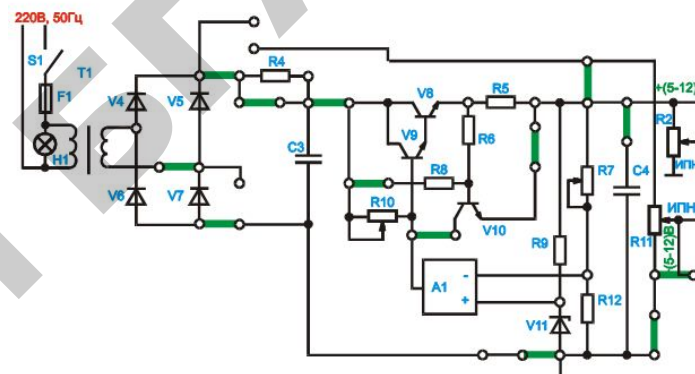 220В, 50Гц
S1
T1
F1
H1
V4
V5
V6
V7
R4
C3
V8
V9
R5
R6
R8
R10
V10
A1
-
+
R9
V11
R7
R12
C4
+(5-12)
R2
R11
ИПН
-(5-12)В